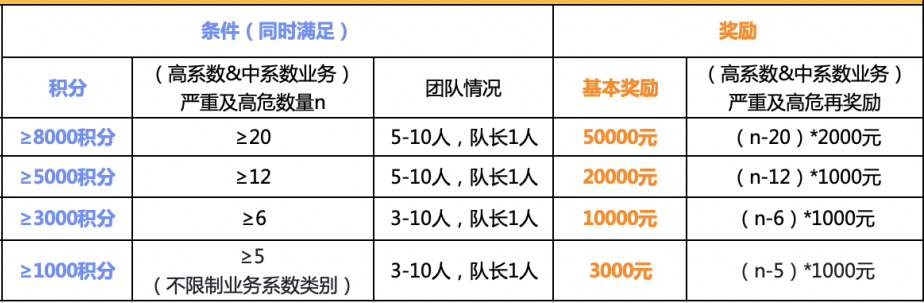 条件（同时满足）
奖励
积分
（高系数&中系数业务）
严重及高危数量n
团队情况
基本奖励
（高系数&中系数业务）
严重及高危再奖励
≥8000积分
≥20
5-10人，队长1人
50000元
（n-20）*2000元
≥5000积分
≥12
5-10人，队长1人
20000元
（n-12）*1000元
≥3000积分
≥6
3-10人，队长1人
10000元
（n-6）*1000元
≥1000积分
≥5
（不限制业务系数类别）
3-10人，队长1人
3000元
（n-5）*1000元